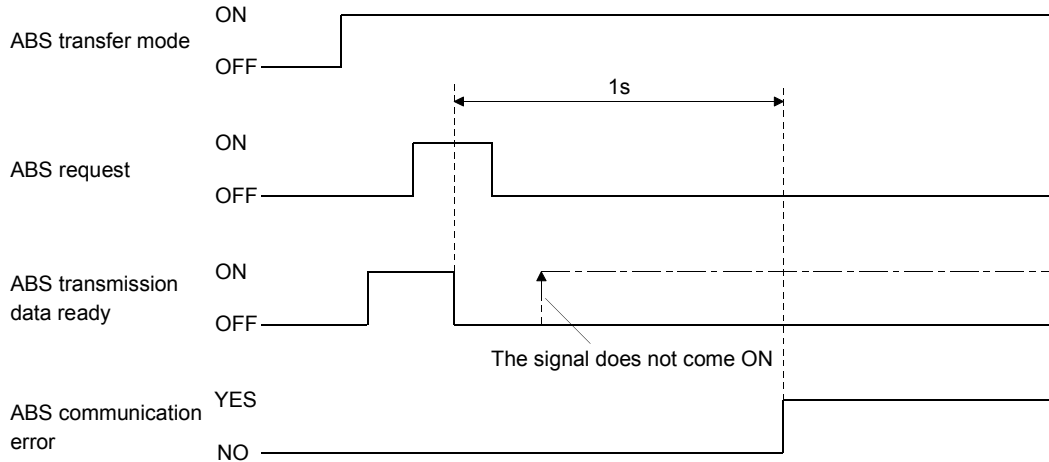 ON
ABS transfer mode
OFF
1s
ON
ABS request
OFF
ON
ABS transmission
data ready
OFF
The signal does not come ON
YES
ABS communication
error
NO